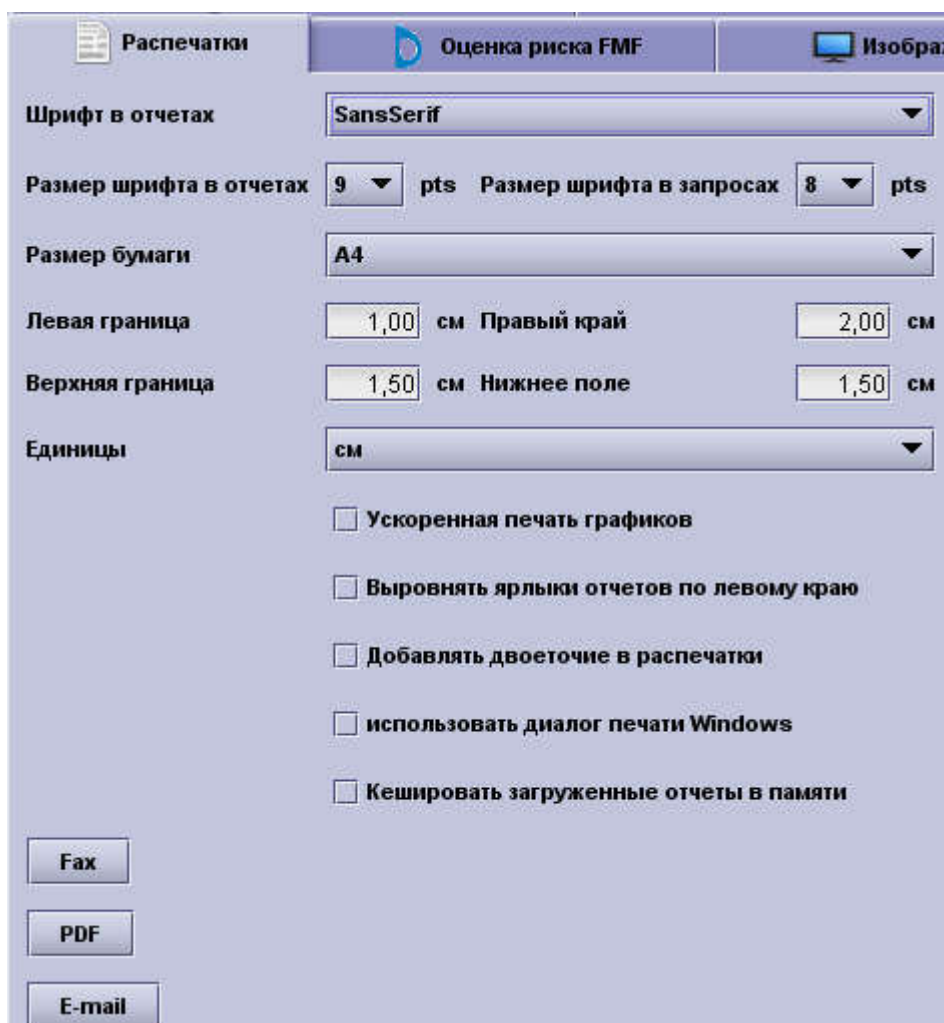 Распечатки Оценка риска FMF Изобра
Шрифт в отчетах SansSerif
Размер шрифта в отчетах 9 pts Размер шрифта в запросах 8 pts
Размер бумаги A4
Левая граница 1,00 см Правый край 2,00 см
Верхняя граница 1,50 см Нижнее поле 1,50 см
Единицы см
Ускоренная печать графиков
Выровнять ярлыки отчетов по левому краю
Добавлять двоеточие в распечатки
использовать диалог печати Windows
Кешировать загруженные отчеты в памяти
Fax
PDF
E-mail